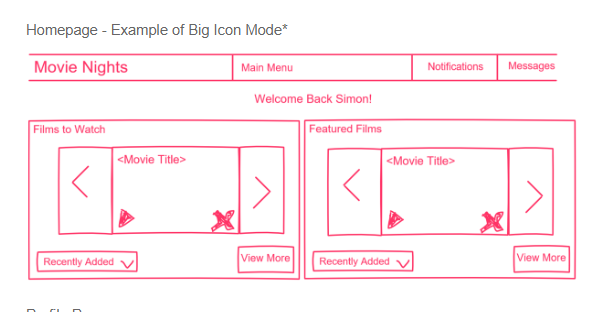 Homepage - Example of Big Icon Mode*
Movie Nights
Main Menu
Notifications
Messages
Welcome Back Simon!
Films to Watch
<Movie Title>
Recently Added
View More
Featured Films
<Movie Title>
Recently Added
View More